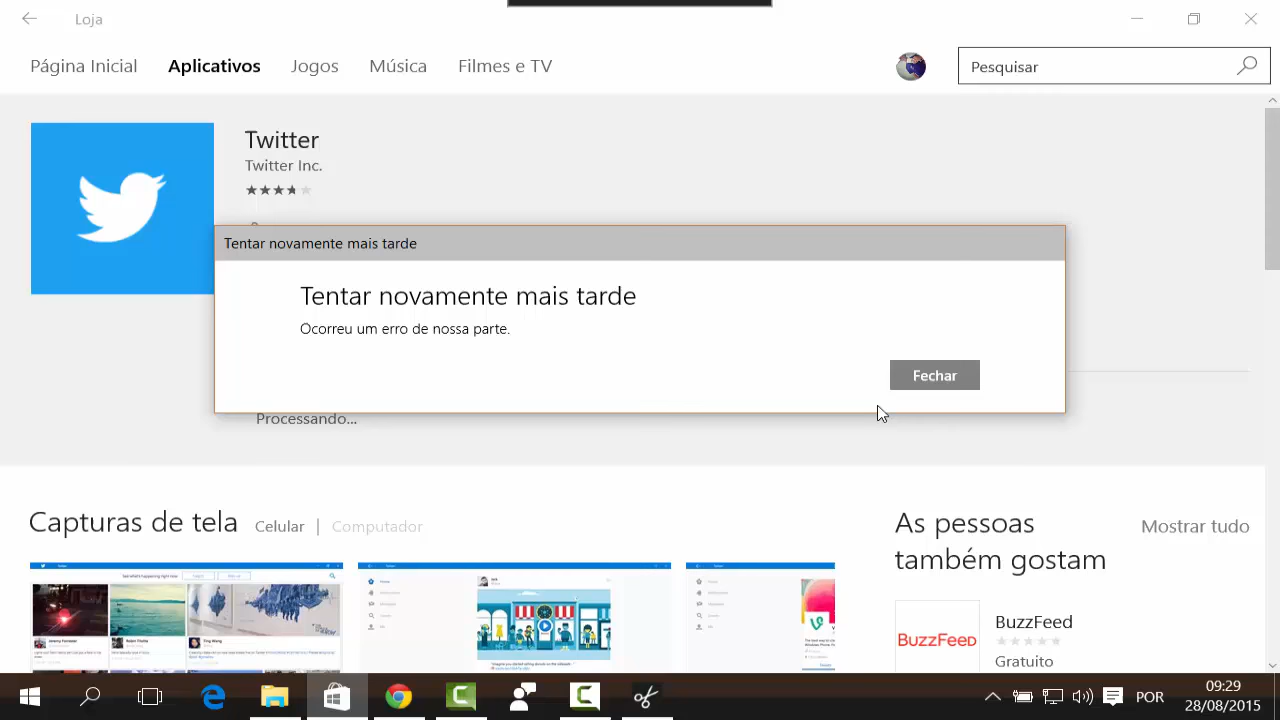 Loja
Página Inicial
Aplicativos
Jogos
Música
Filmes e TV
Pesquisar
Twitter
Twitter Inc.
Tentar novamente mais tarde
Tentar novamente mais tarde
Ocorreu um erro de nossa parte.
Fechar
Processando...
Capturas de tela
Celular
Computador
As pessoas
também gostam
Mostrar tudo
BuzzFeed
BuzzFeed
Gratuito
POR
09:29
28/08/2015